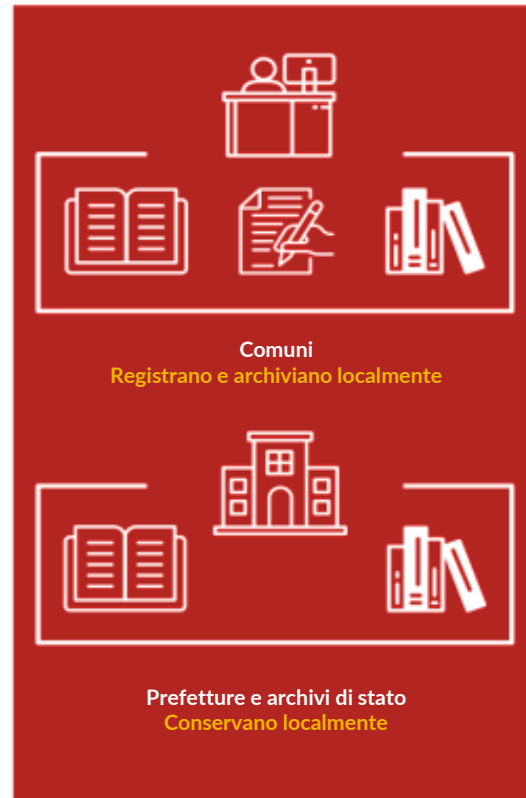 Comuni
Registrano e archiviano localmente
Prefetture e archivi di stato
Conservano localmente